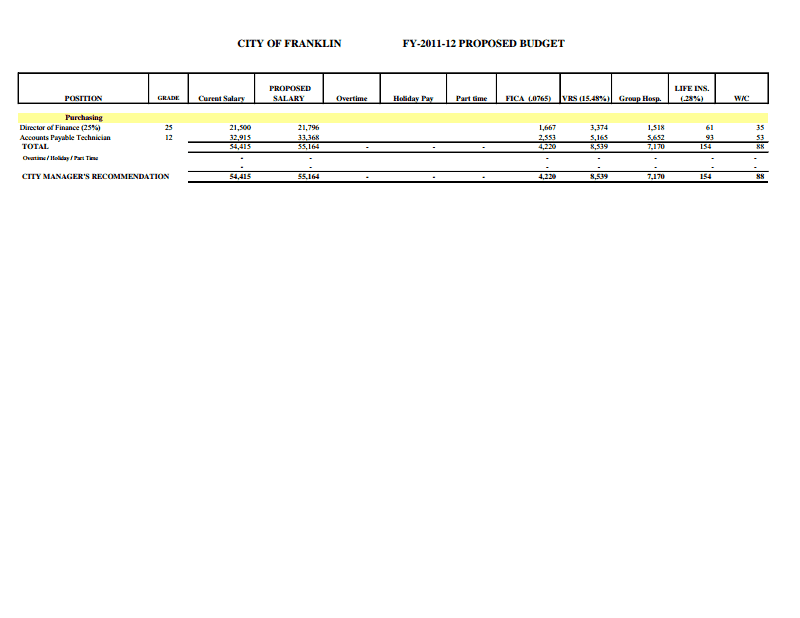 CITY OF FRANKLIN FY-2011-12 PROPOSED BUDGET
POSITION GRADE Curent Salary PROPOSED SALARY Overtime Holiday Pay Part time FICA (.0765) VRS (15.48%) Group Hosp. LIFE INS. (.28%) W/C
Purchasing
Director of Finance (25%) 25 21,500 21,796 1,667 3,374 1,518 61 35
Accounts Payable Technician 12 32,915 33,368 2,553 5,165 5,652 93 53
TOTAL 54,415 55,164 - - - 4,220 8,539 7,170 154 88
Overtime / Holiday / Part Time - - - - - - -
- - - - - - -
CITY MANAGER'S RECOMMENDATION 54,415 55,164 - - - 4,220 8,539 7,170 154 88